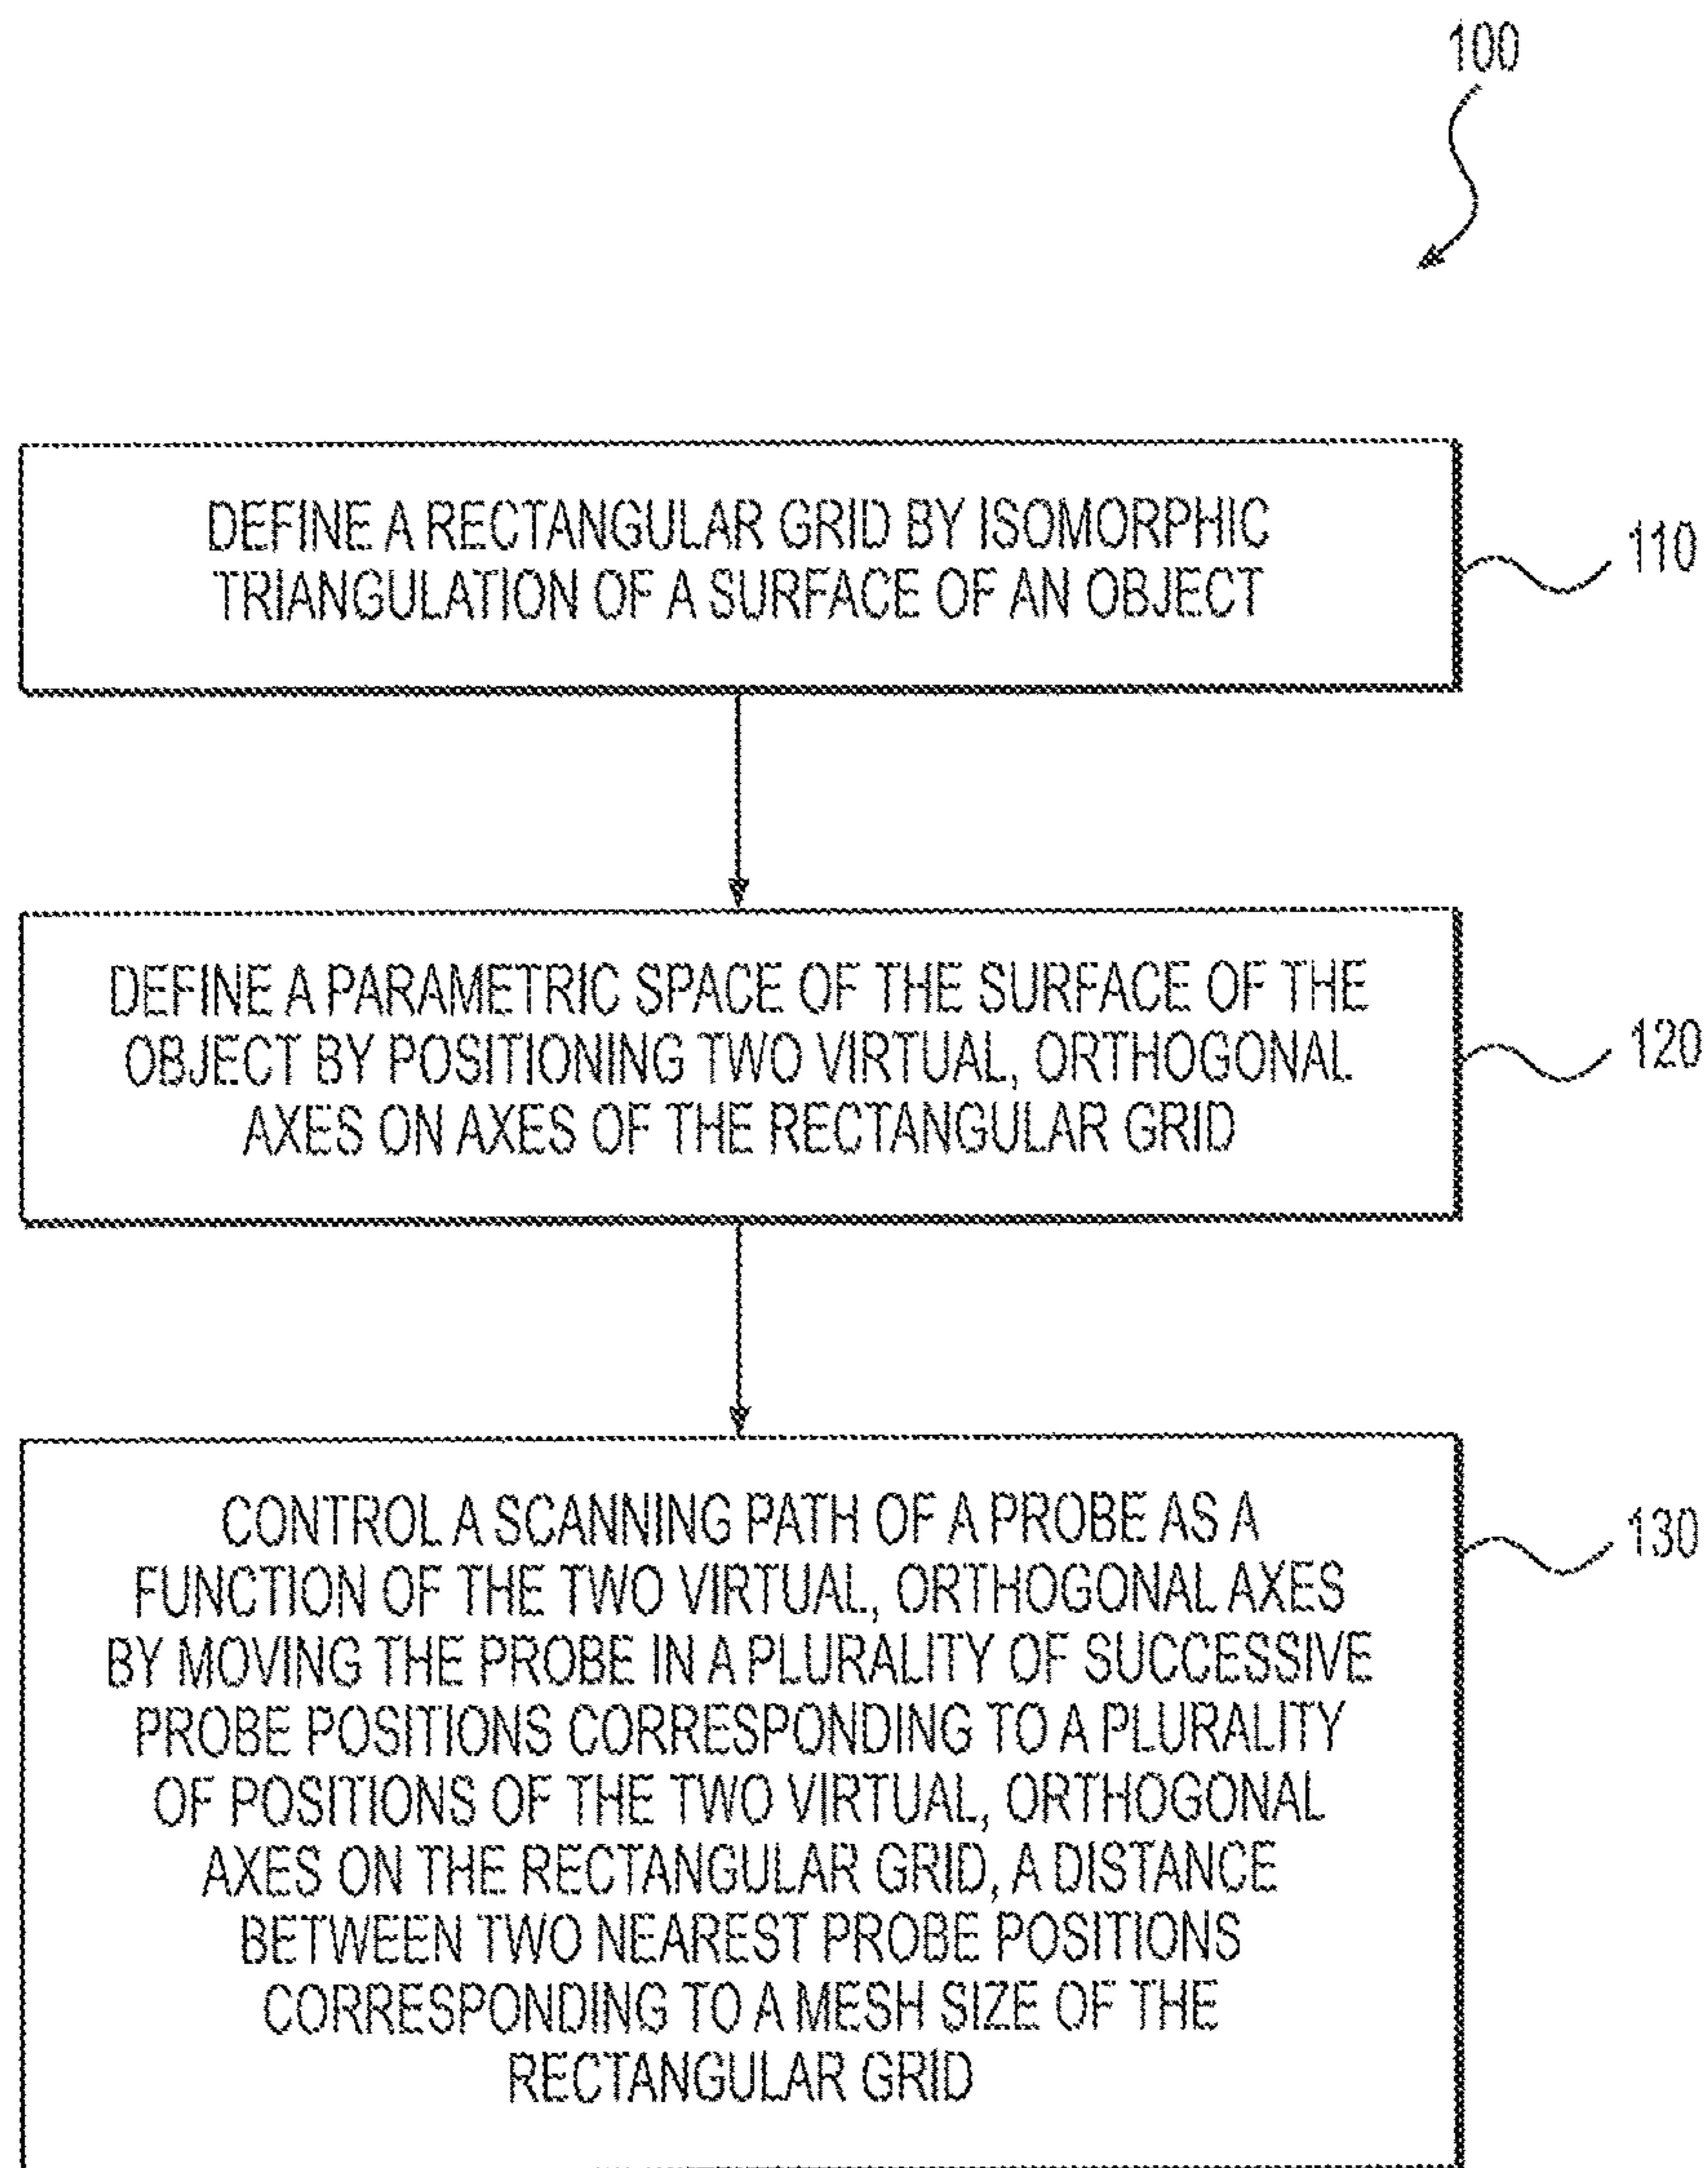 100
DEFINE A RECTANGULAR GRID BY ISOMORPHIC
TRIANGULATION OF A SURFACE OF AN OBJECT
110
DEFINE A PARAMETRIC SPACE OF THE SURFACE OF THE
OBJECT BY POSITIONING TWO VIRTUAL, ORTHOGONAL
AXES ON AXES OF THE RECTANGULAR GRID
120
CONTROL A SCANNING PATH OF A PROBE AS A
FUNCTION OF THE TWO VIRTUAL, ORTHOGONAL AXES
BY MOVING THE PROBE IN A PLURALITY OF SUCCESSIVE
PROBE POSITIONS CORRESPONDING TO A PLURALITY
OF POSITIONS OF THE TWO VIRTUAL, ORTHOGONAL
AXES ON THE RECTANGULAR GRID, A DISTANCE
BETWEEN TWO NEAREST PROBE POSITIONS
CORRESPONDING TO A MESH SIZE OF THE
RECTANGULAR GRID
130